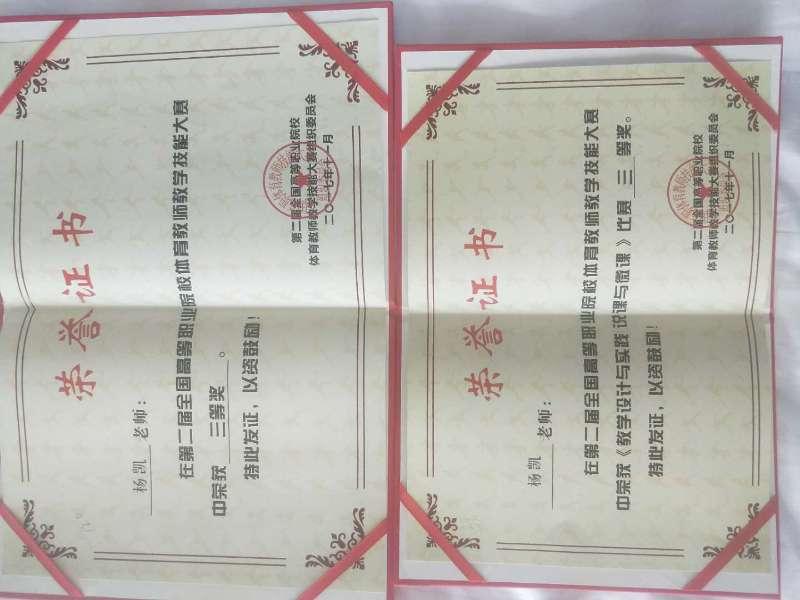 荣誉证书
杨凯 老师：
在第二届全国高等职业院校体育教师教学技能大赛
中荣获 三等奖 。
特此发证，以资鼓励！
第二届全国高等职业院校
体育教师教学技能大赛组织委员会
二〇一七年十一月
荣誉证书
杨凯 老师：
在第二届全国高等职业院校体育教师教学技能大赛
中荣获《教学设计与实践 说课与微课》比赛 三 等奖。
特此发证，以资鼓励！
第二届全国高等职业院校
体育教师教学技能大赛组织委员会
二〇一七年十一月